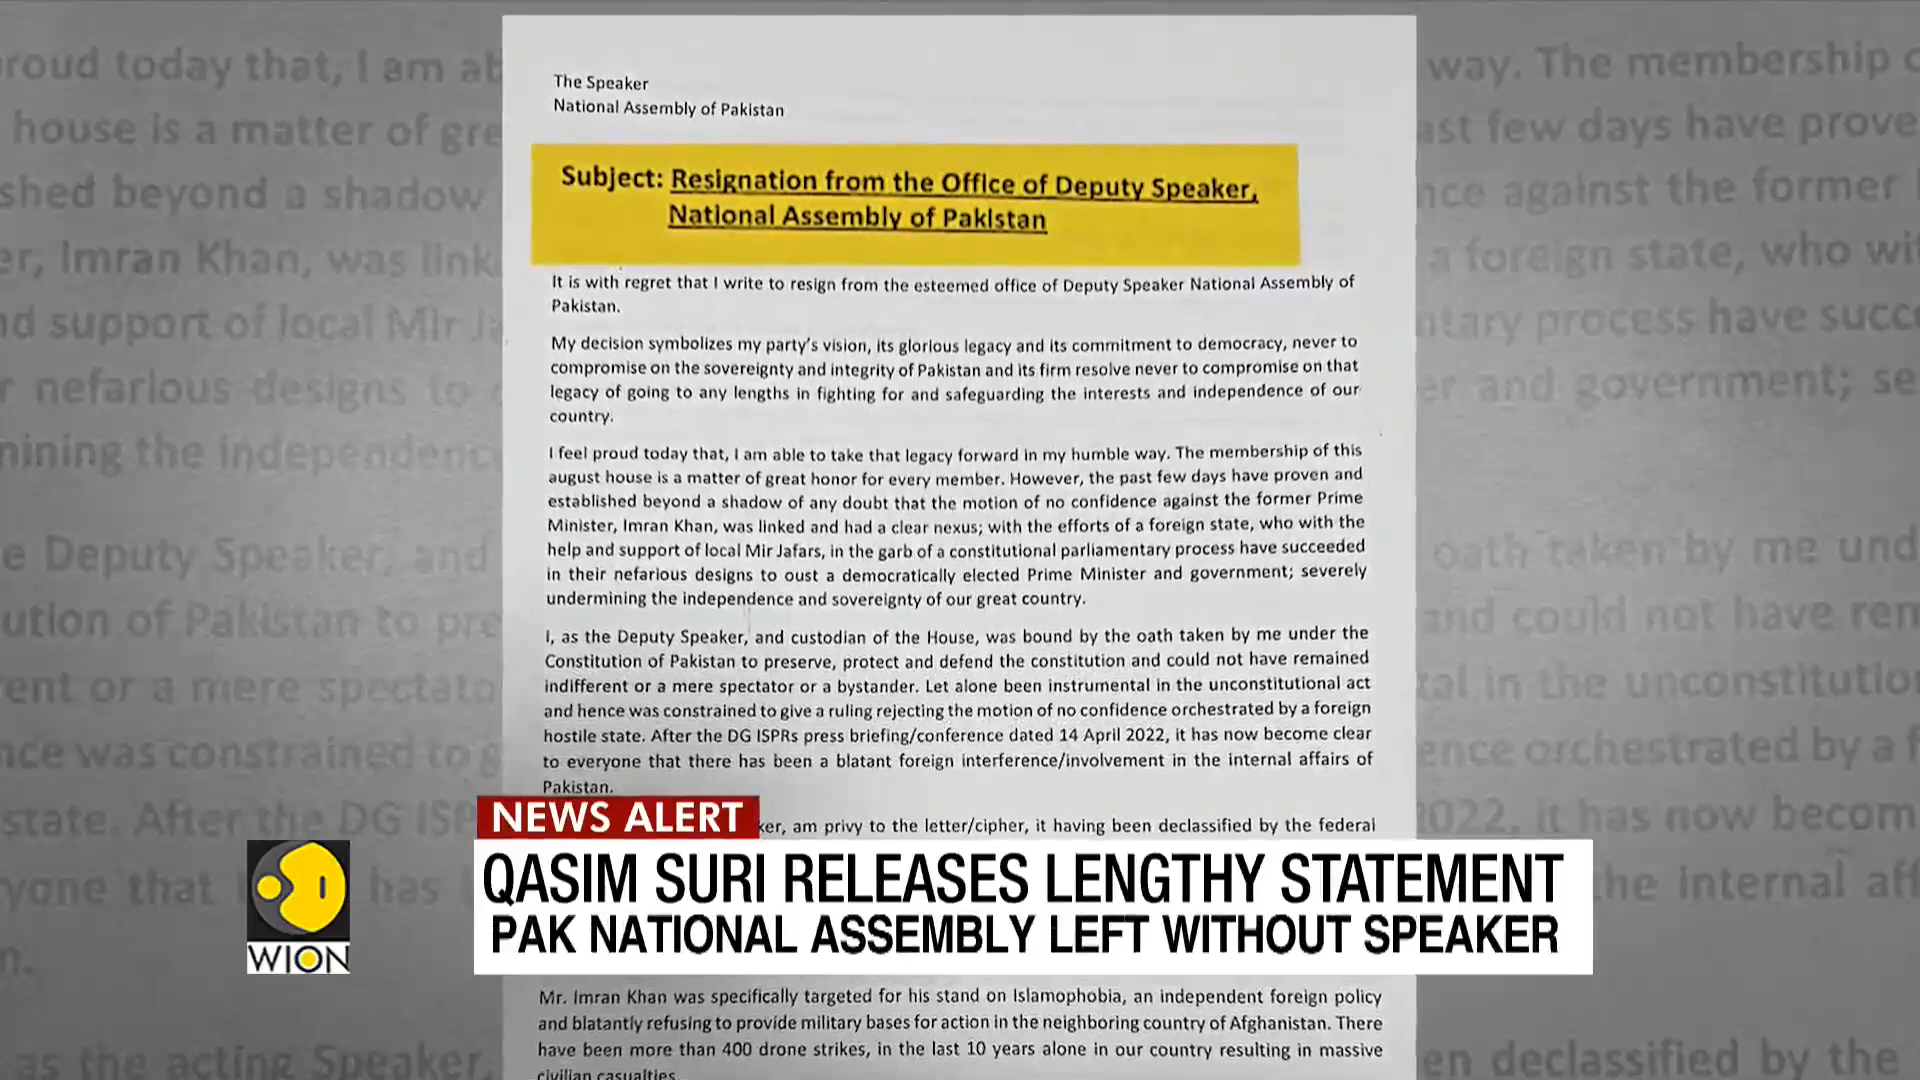 The Speaker
National Assembly of Pakistan
Subject: Resignation from the Office of Deputy Speaker,
National Assembly of Pakistan
It is with regret that I write to resign from the esteemed office of Deputy Speaker National Assembly of
Pakistan.
My decision symbolizes my party's vision, its glorious legacy and its commitment to democracy, never to
compromise on the sovereignty and integrity of Pakistan and its firm resolve never to compromise on that
legacy of going to any lengths in fighting for and safeguarding the interests and independence of our
country.
I feel proud today that, I am able to take that legacy forward in my humble way. The membership of this
august house is a matter of great honor for every member. However, the past few days have proven and
established beyond a shadow of any doubt that the motion of no confidence against the former Prime
Minister, Imran Khan, was linked and had a clear nexus; with the efforts of a foreign state, who with the
help and support of local Mir Jafars, in the garb of a constitutional parliamentary process have succeeded
in their nefarious designs to oust a democratically elected Prime Minister and government; severely
undermining the independence and sovereignty of our great country.
I, as the Deputy Speaker, and custodian of the House, was bound by the oath taken by me under the
Constitution of Pakistan to preserve, protect and defend the constitution and could not have remained
indifferent or a mere spectator or a bystander. Let alone been instrumental in the unconstitutional act
and hence was constrained to give a ruling rejecting the motion of no confidence orchestrated by a foreign
hostile state. After the DG ISPRs press briefing/conference dated 14 April 2022, it has now become clear
to everyone that there has been a blatant foreign interference/involvement in the internal affairs of
Pakistan.
NEWS ALERT
ker, am privy to the letter/cipher, it having been declassified by the federal
QASIM SURI RELEASES LENGTHY STATEMENT
PAK NATIONAL ASSEMBLY LEFT WITHOUT SPEAKER
WION
Mr. Imran Khan was specifically targeted for his stand on Islamophobia, an independent foreign policy
and blatantly refusing to provide military bases for action in the neighboring country of Afghanistan. There
have been more than 400 drone strikes, in the last 10 years alone in our country resulting in massive
civilian casualties.